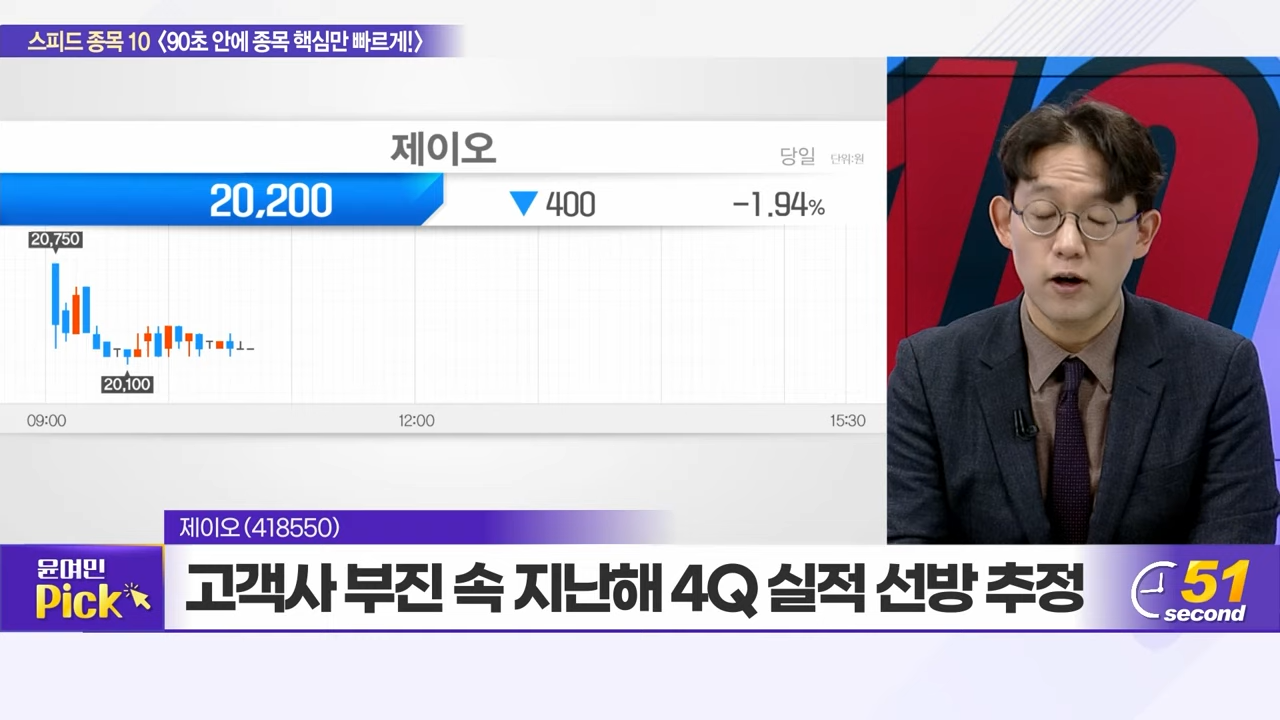 스피드 종목 10 〈90초 안에 종목 핵심만 빠르게!〉
제이오
당일 단위:원
20,200 ▼ 400 -1.94%
20,750
20,100
09:00 12:00 15:30
제이오(418550)
윤여민
Pick
고객사 부진 속 지난해 4Q 실적 선방 추정
51
second
10